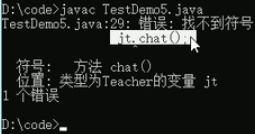 D:\code>javac TestDemo5.java
TestDemo5.java:29: 错误: 找不到符号
jt.chat();
符号:   方法 chat()
位置: 类型为Teacher的变量 jt
1 个错误
D:\code>